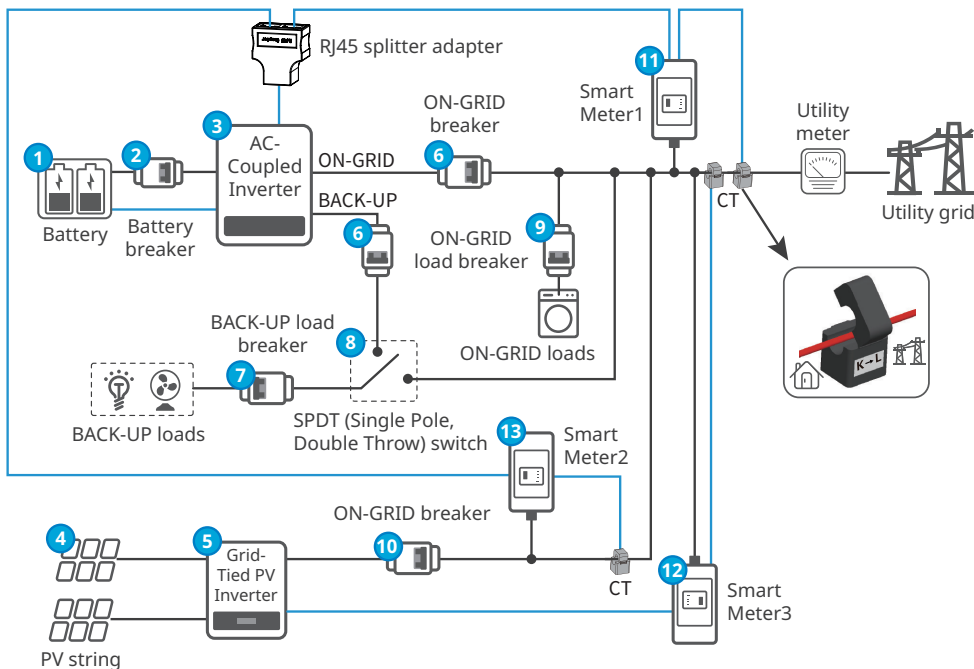 RJ45 splitter adapter
11
Smart
Meter1
ON-GRID
breaker
Utility
meter
3
AC-
Coupled
Inverter
1
2
6
ON-GRID
BACK-UP
CT
Utility grid
Battery
Battery
breaker
6
ON-GRID
load breaker
9
K→L
BACK-UP load
breaker
8
ON-GRID loads
7
BACK-UP loads
SPDT (Single Pole,
Double Throw) switch
13
Smart
Meter2
ON-GRID breaker
4
5
10
Grid-
Tied PV
Inverter
CT
12
Smart
Meter3
PV string